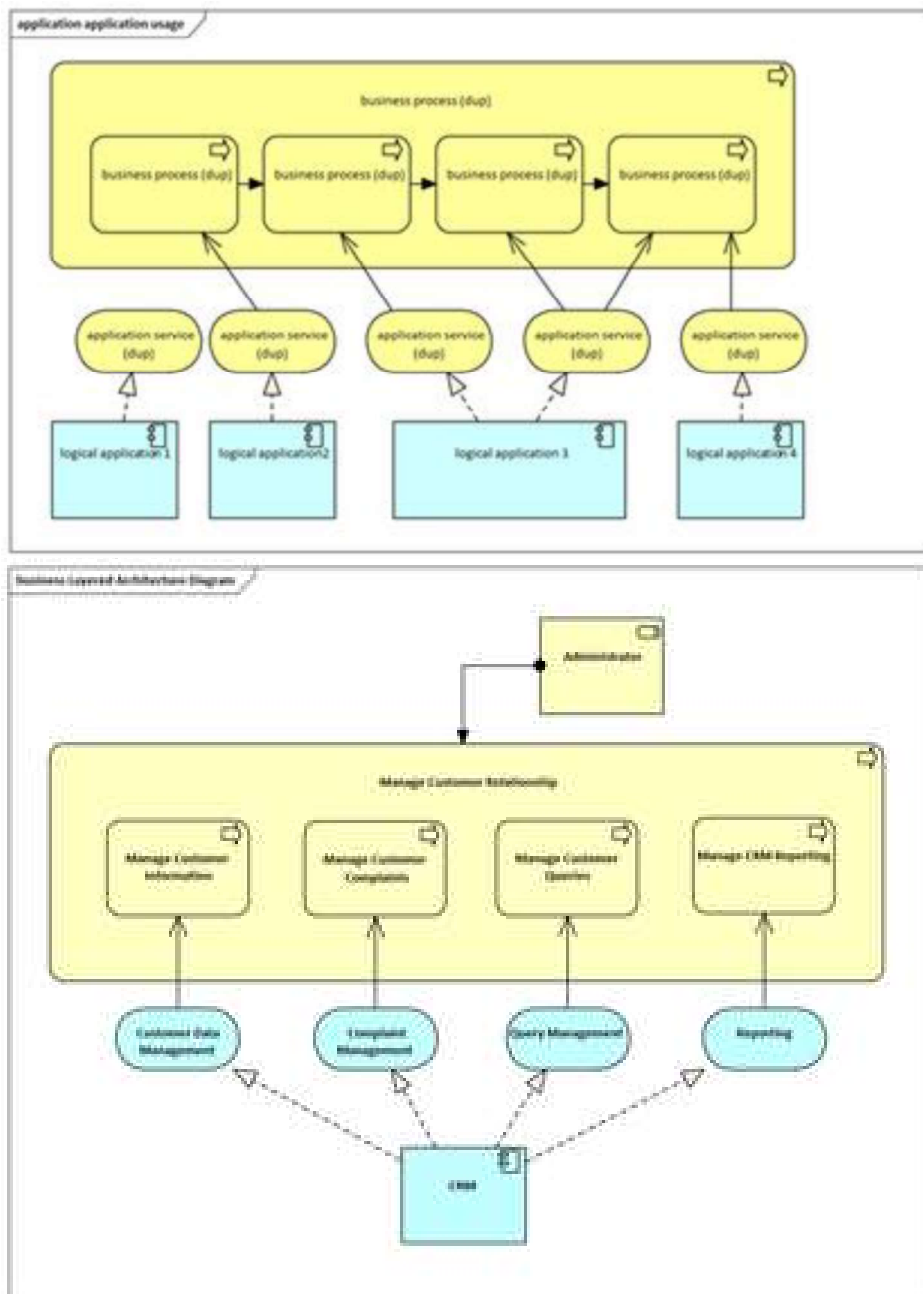 application application usage
business process (dup)
business process (dup)
business process (dup)
business process (dup)
business process (dup)
application service
(dup)
application service
(dup)
application service
(dup)
application service
(dup)
application service
(dup)
logical application 1
logical application2
logical application 3
logical application 4
Business Layered Architecture Diagram
Administrator
Manage Customer Relationship
Manage Customer
Information
Manage Customer
Complaints
Manage Customer
Queries
Manage CRM Reporting
Customer Data
Management
Complaint
Management
Query Management
Reporting
CRM